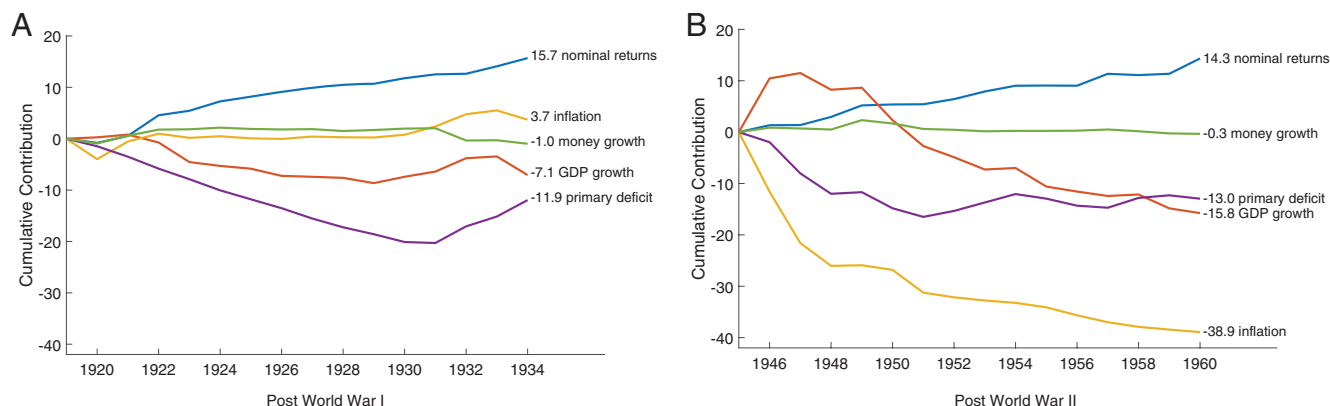 A
20
10
0
-10
-20
-30
-40
Cumulative Contribution
15.7 nominal returns
3.7 inflation
-1.0 money growth
-7.1 GDP growth
-11.9 primary deficit
1920 1922 1924 1926 1928 1930 1932 1934
Post World War I
B
20
10
0
-10
-20
-30
-40
Cumulative Contribution
14.3 nominal returns
-0.3 money growth
-13.0 primary deficit
-15.8 GDP growth
-38.9 inflation
1946 1948 1950 1952 1954 1956 1958 1960
Post World War II